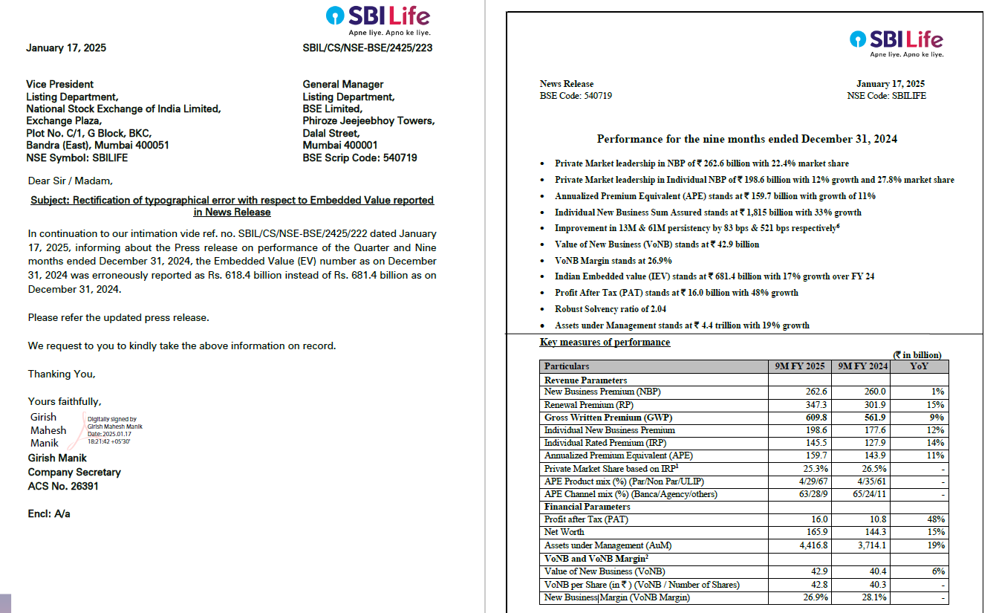 SBI Life
Apne liye. Apno ke liye.
January 17, 2025 SBIL/CS/NSE-BSE/2425/223
Vice President
Listing Department,
National Stock Exchange of India Limited,
Exchange Plaza,
Plot No. C/1, G Block, BKC,
Bandra (East), Mumbai 400051
NSE Symbol: SBILIFE
General Manager
Listing Department,
BSE Limited,
Phiroze Jeejeebhoy Towers,
Dalal Street,
Mumbai 400001
BSE Scrip Code: 540719
Dear Sir / Madam,
Subject: Rectification of typographical error with respect to Embedded Value reported
in News Release
In continuation to our intimation vide ref. no. SBIL/CS/NSE-BSE/2425/222 dated January
17, 2025, informing about the Press release on performance of the Quarter and Nine
months ended December 31, 2024, the Embedded Value (EV) number as on December
31, 2024 was erroneously reported as Rs. 618.4 billion instead of Rs. 681.4 billion as on
December 31, 2024.
Please refer the updated press release.
We request to you to kindly take the above information on record.
Thanking You,
Yours faithfully,
Girish
Mahesh
Manik
Digitally signed by
Girish Mahesh Manik
Date: 2025.01.17
18:21:42 +05'30'
Girish Manik
Company Secretary
ACS No. 26391
Encl: A/a
SBI Life
Apne liye. Apno ke liye.
News Release January 17, 2025
BSE Code: 540719 NSE Code: SBILIFE
Performance for the nine months ended December 31, 2024
• Private Market leadership in NBP of ₹ 262.6 billion with 22.4% market share
• Private Market leadership in Individual NBP of ₹ 198.6 billion with 12% growth and 27.8% market share
• Annualized Premium Equivalent (APE) stands at ₹ 159.7 billion with growth of 11%
• Individual New Business Sum Assured stands at ₹ 1,815 billion with 33% growth
• Improvement in 13M & 61M persistency by 83 bps & 521 bps respectively⁶
• Value of New Business (VoNB) stands at ₹ 42.9 billion
• VoNB Margin stands at 26.9%
• Indian Embedded value (IEV) stands at ₹ 681.4 billion with 17% growth over FY 24
• Profit After Tax (PAT) stands at ₹ 16.0 billion with 48% growth
• Robust Solvency ratio of 2.04
• Assets under Management stands at ₹ 4.4 trillion with 19% growth
Key measures of performance
(₹ in billion)
Particulars 9M FY 2025 9M FY 2024 YoY
Revenue Parameters
New Business Premium (NBP) 262.6 260.0 1%
Renewal Premium (RP) 347.3 301.9 15%
Gross Written Premium (GWP) 609.8 561.9 9%
Individual New Business Premium 198.6 177.6 12%
Individual Rated Premium (IRP) 145.5 127.9 14%
Annualized Premium Equivalent (APE) 159.7 143.9 11%
Private Market Share based on IRP¹ 25.3% 26.5% -
APE Product mix (%) (Par/Non Par/ULIP) 4/29/67 4/35/61 -
APE Channel mix (%) (Banca/Agency/others) 63/28/9 65/24/11 -
Financial Parameters
Profit after Tax (PAT) 16.0 10.8 48%
Net Worth 165.9 144.3 15%
Assets under Management (AuM) 4,416.8 3,714.1 19%
VoNB and VoNB Margin²
Value of New Business (VoNB) 42.9 40.4 6%
VoNB per Share (in ₹ ) (VoNB / Number of Shares) 42.8 40.3 -
New Business Margin (VoNB Margin) 26.9% 28.1% -